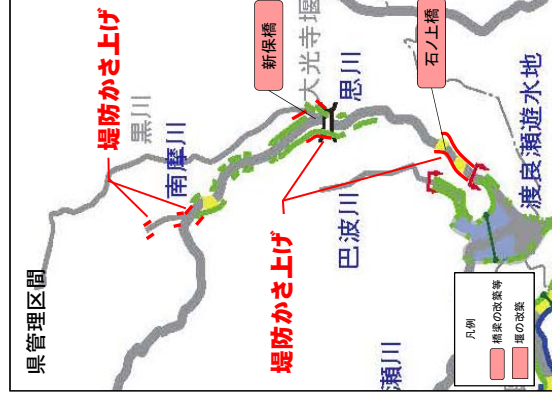 県管理区間
堤防かさ上げ
黒川
南摩川
新保橋
大光寺堰
思川
石ノ上橋
堤防かさ上げ
巴波川
渡良瀬遊水地
瀬川
凡例
橋梁の改築等
堰の改築